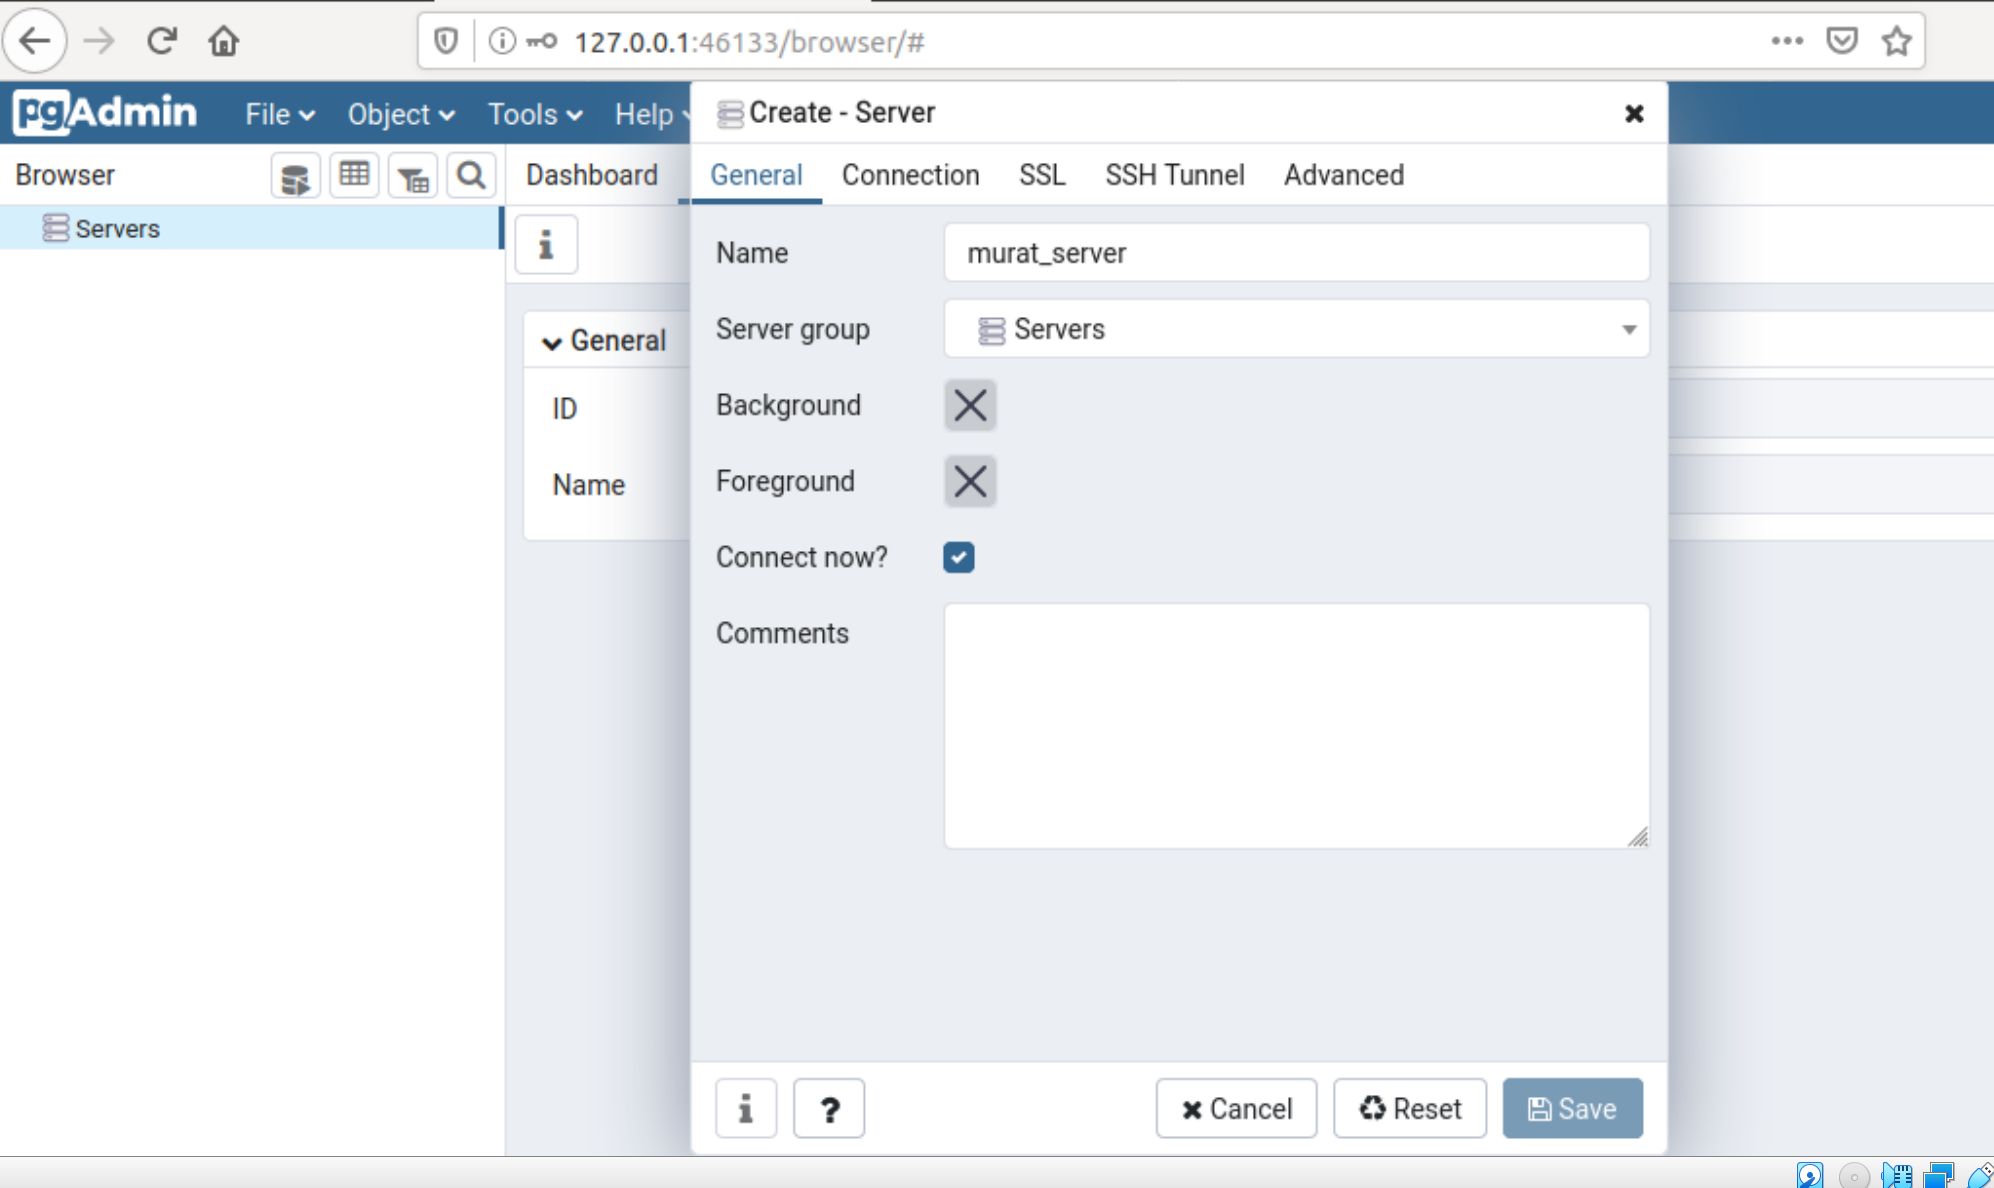 127.0.0.1:46133/browser/#
pgAdmin File Object Tools Help
Create - Server
Browser
Dashboard
General Connection SSL SSH Tunnel Advanced
Servers
General
ID
Name
Name murat_server
Server group Servers
Background
Foreground
Connect now?
Comments
Cancel Reset Save